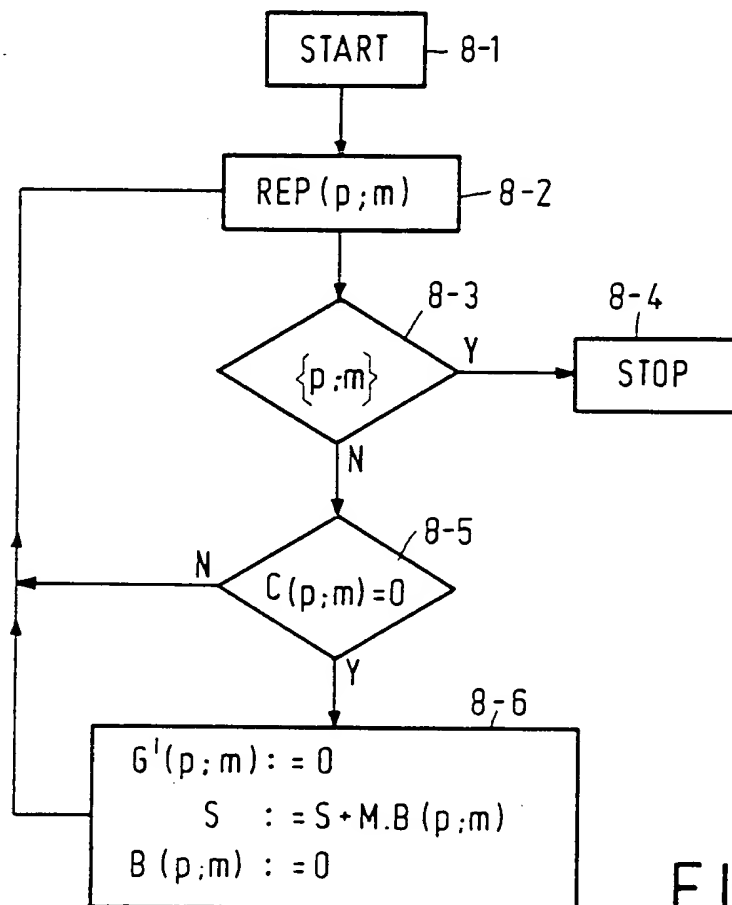 START
8-1
REP(p;m)
8-2
8-3
8-4
{p;m}
Y
STOP
N
8-5
N
C(p;m)=0
Y
8-6
G'(p;m):=0
S :=S+M.B(p;m)
B(p;m):=0